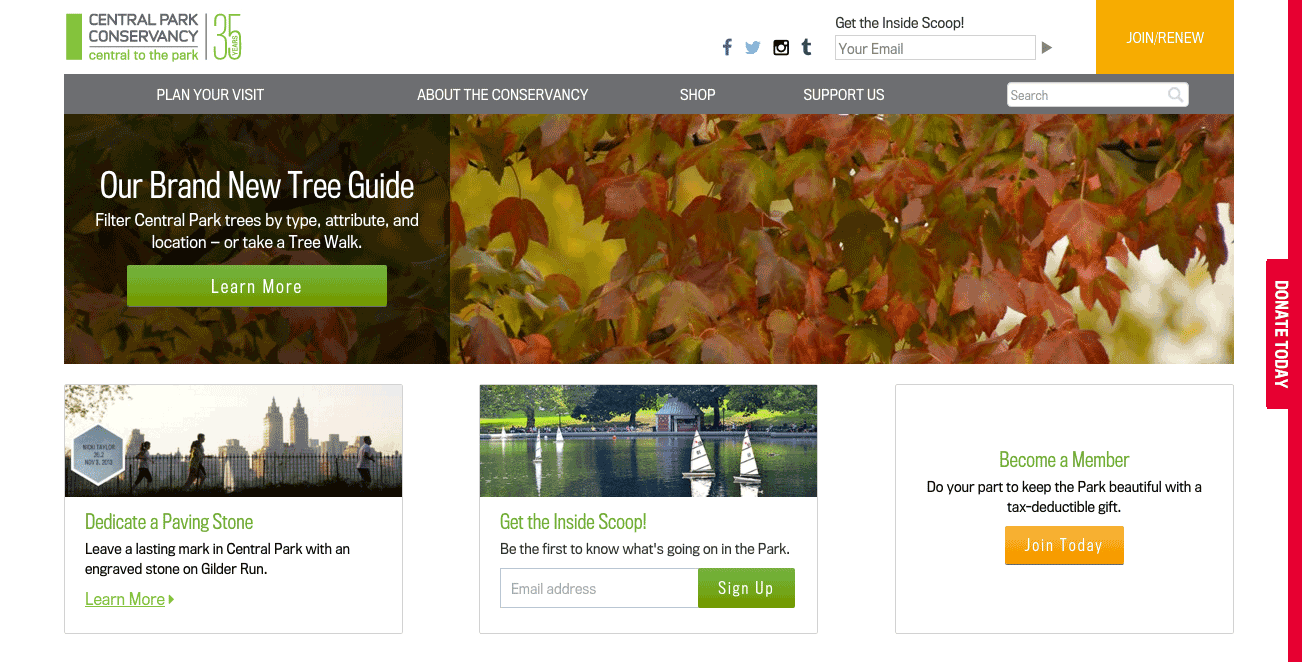 CENTRAL PARK
CONSERVANCY
central to the park
35
YEARS
Get the Inside Scoop!
Your Email
JOIN/RENEW
PLAN YOUR VISIT
ABOUT THE CONSERVANCY
SHOP
SUPPORT US
Search
Our Brand New Tree Guide
Filter Central Park trees by type, attribute, and
location – or take a Tree Walk.
Learn More
DONATE TODAY
NICKI TAYLOR
26.2
NOV 3, 2013
Dedicate a Paving Stone
Leave a lasting mark in Central Park with an
engraved stone on Gilder Run.
Learn More
Get the Inside Scoop!
Be the first to know what's going on in the Park.
Email address
Sign Up
Become a Member
Do your part to keep the Park beautiful with a
tax-deductible gift.
Join Today